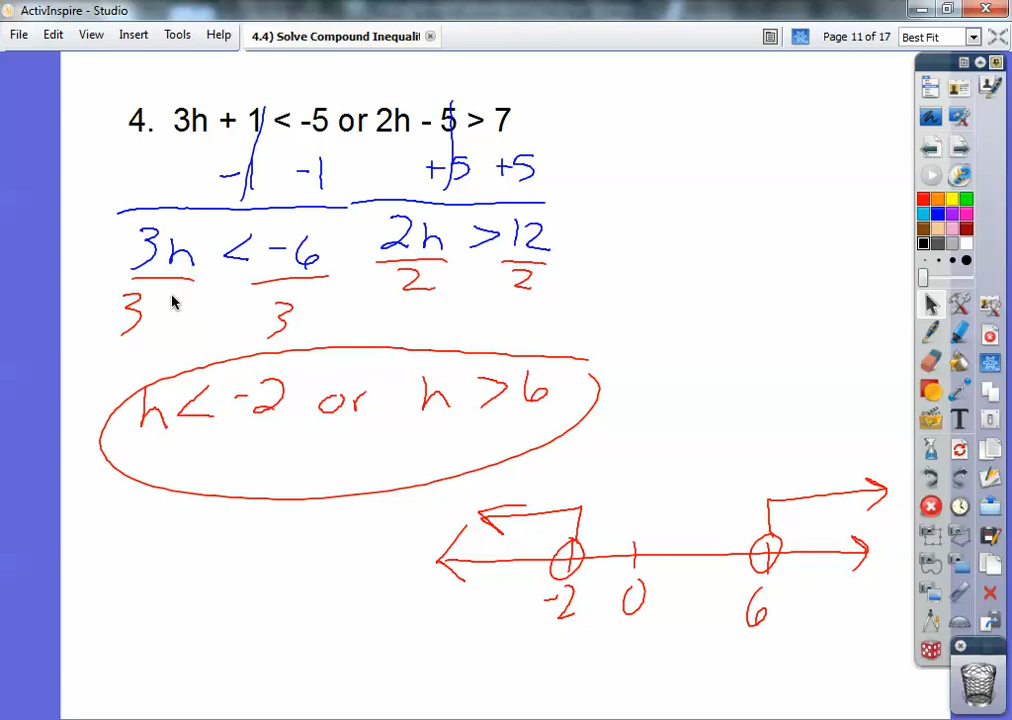 ActivInspire - Studio
File Edit View Insert Tools Help
4.4) Solve Compound Inequali
Page 11 of 17
Best Fit
4. 3h + 1 < -5 or 2h - 5 > 7
-1 -1 +5 +5
3h < -6 2h > 12
3 3 2 2
h < -2 or h > 6
-2 0 6